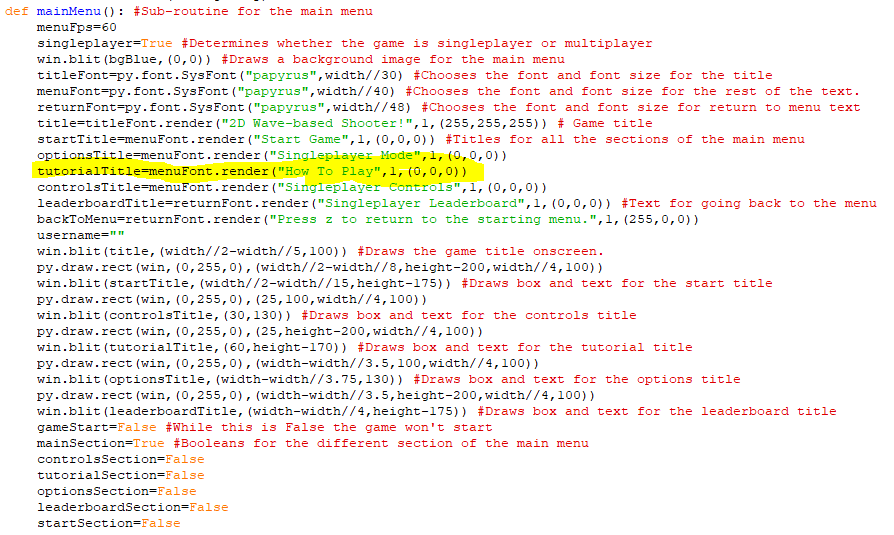 def mainMenu(): #Sub-routine for the main menu
    menuFps=60
    singleplayer=True #Determines whether the game is singleplayer or multiplayer
    win.blit(bgBlue,(0,0)) #Draws a background image for the main menu
    titleFont=py.font.SysFont("papyrus",width//30) #Chooses the font and font size for the title
    menuFont=py.font.SysFont("papyrus",width//40) #Chooses the font and font size for the rest of the text.
    returnFont=py.font.SysFont("papyrus",width//48) #Chooses the font and font size for return to menu text
    title=titleFont.render("2D Wave-based Shooter!",1,(255,255,255)) # Game title
    startTitle=menuFont.render("Start Game",1,(0,0,0)) #Titles for all the sections of the main menu
    optionsTitle=menuFont.render("Singleplayer Mode",1,(0,0,0))
    tutorialTitle=menuFont.render("How To Play",1,(0,0,0))
    controlsTitle=menuFont.render("Singleplayer Controls",1,(0,0,0))
    leaderboardTitle=returnFont.render("Singleplayer Leaderboard",1,(0,0,0)) #Text for going back to the menu
    backToMenu=returnFont.render("Press z to return to the starting menu.",1,(255,0,0))
    username=""
    win.blit(title,(width//2-width//5,100)) #Draws the game title onscreen.
    py.draw.rect(win,(0,255,0),(width//2-width//8,height-200,width//4,100))
    win.blit(startTitle,(width//2-width//15,height-175)) #Draws box and text for the start title
    py.draw.rect(win,(0,255,0),(25,100,width//4,100))
    win.blit(controlsTitle,(30,130)) #Draws box and text for the controls title
    py.draw.rect(win,(0,255,0),(25,height-200,width//4,100))
    win.blit(tutorialTitle,(60,height-170)) #Draws box and text for the tutorial title
    py.draw.rect(win,(0,255,0),(width-width//3.5,100,width//4,100))
    win.blit(optionsTitle,(width-width//3.75,130)) #Draws box and text for the options title
    py.draw.rect(win,(0,255,0),(width-width//3.5,height-200,width//4,100))
    win.blit(leaderboardTitle,(width-width//4,height-175)) #Draws box and text for the leaderboard title
    gameStart=False #While this is False the game won't start
    mainSection=True #Booleans for the different section of the main menu
    controlsSection=False
    tutorialSection=False
    optionsSection=False
    leaderboardSection=False
    startSection=False